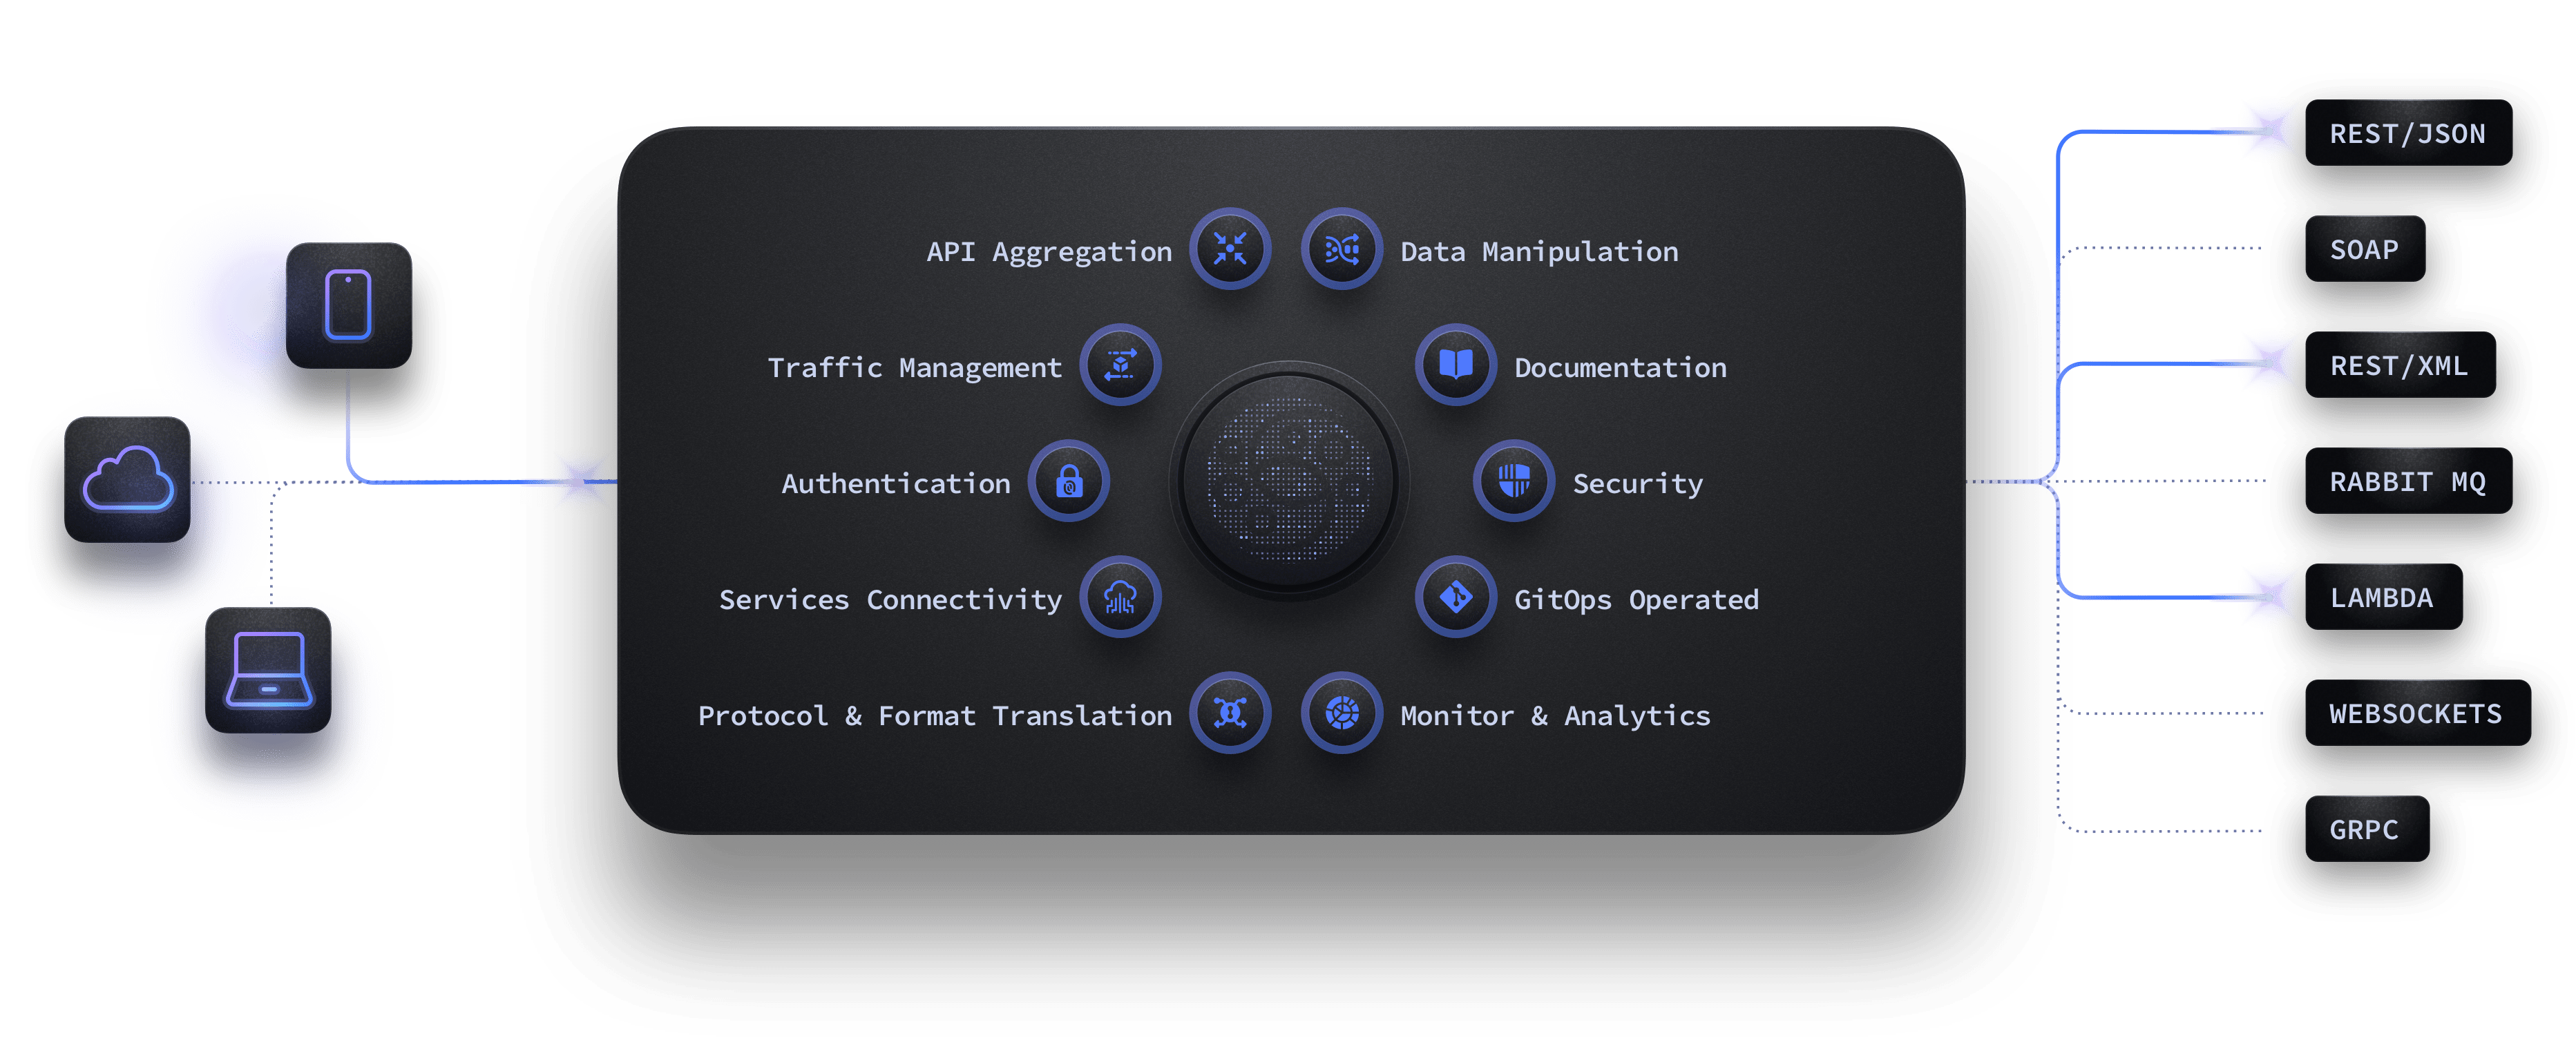 API Aggregation
Data Manipulation
Traffic Management
Documentation
Authentication
Security
Services Connectivity
GitOps Operated
Protocol & Format Translation
Monitor & Analytics
REST/JSON
SOAP
REST/XML
RABBIT MQ
LAMBDA
WEBSOCKETS
GRPC